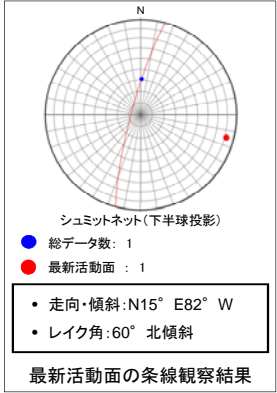 N
シュミットネット(下半球投影)
総データ数: 1
最新活動面 : 1
• 走向・傾斜:N15° E82° W
• レイク角:60° 北傾斜
最新活動面の条線観察結果